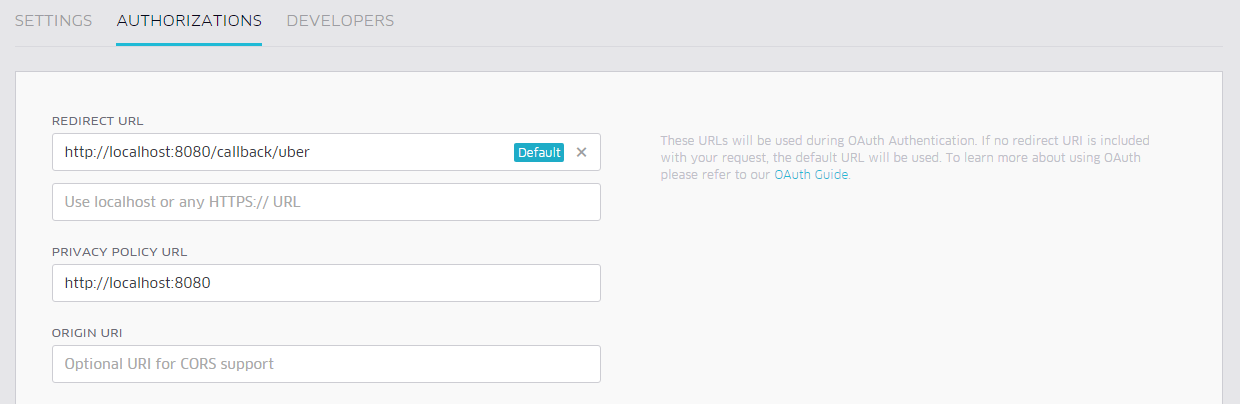 SETTINGS AUTHORIZATIONS DEVELOPERS
REDIRECT URL
http://localhost:8080/callback/uber Default ×
Use localhost or any HTTPS:// URL
These URLs will be used during OAuth Authentication. If no redirect URI is included
with your request, the default URL will be used. To learn more about using OAuth
please refer to our OAuth Guide.
PRIVACY POLICY URL
http://localhost:8080
ORIGIN URI
Optional URI for CORS support